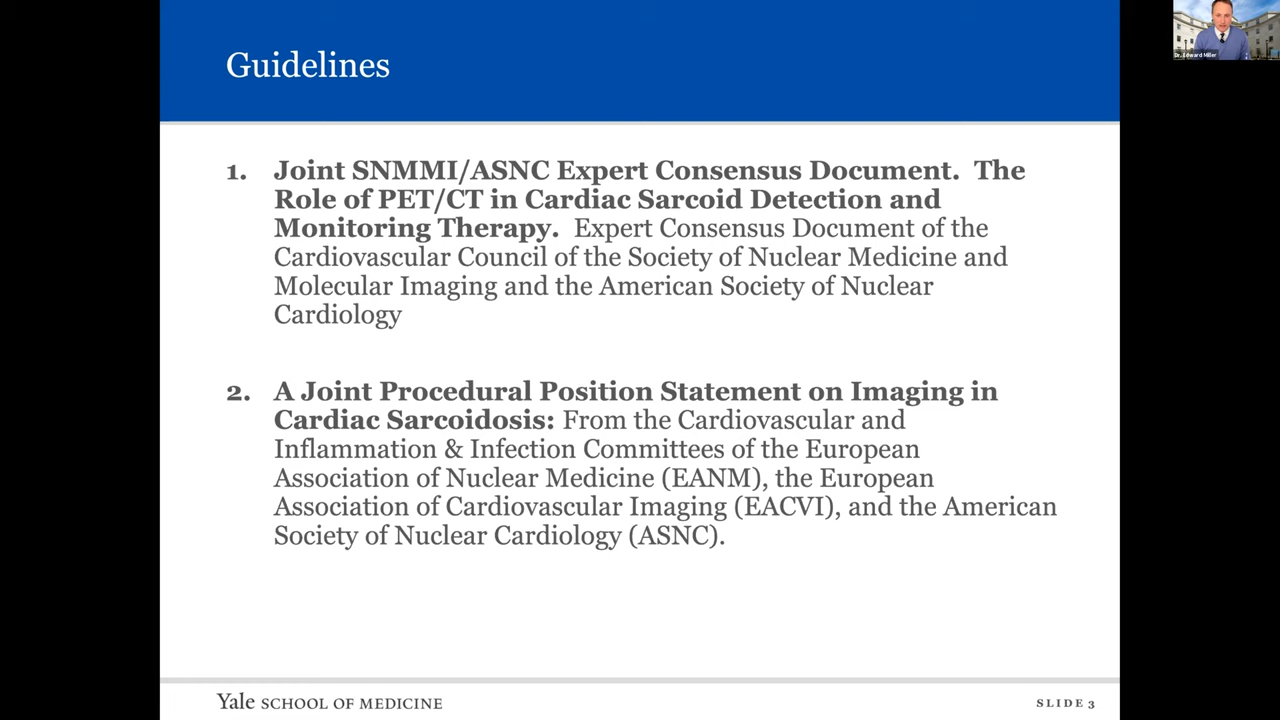 Guidelines
Dr. Edward Miller
1. Joint SNMMI/ASNC Expert Consensus Document. The
Role of PET/CT in Cardiac Sarcoid Detection and
Monitoring Therapy. Expert Consensus Document of the
Cardiovascular Council of the Society of Nuclear Medicine and
Molecular Imaging and the American Society of Nuclear
Cardiology
2. A Joint Procedural Position Statement on Imaging in
Cardiac Sarcoidosis: From the Cardiovascular and
Inflammation & Infection Committees of the European
Association of Nuclear Medicine (EANM), the European
Association of Cardiovascular Imaging (EACVI), and the American
Society of Nuclear Cardiology (ASNC).
Yale SCHOOL OF MEDICINE
SLIDE 3